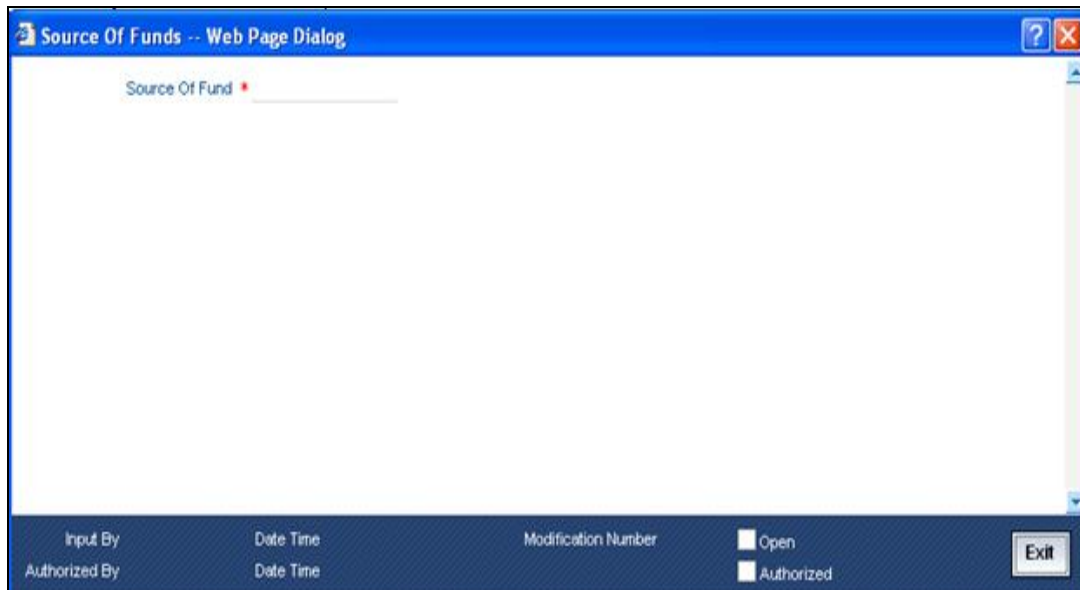 Source Of Funds -- Web Page Dialog
Source Of Fund *
Input By Date Time Modification Number Open
Authorized By Date Time Authorized
Exit